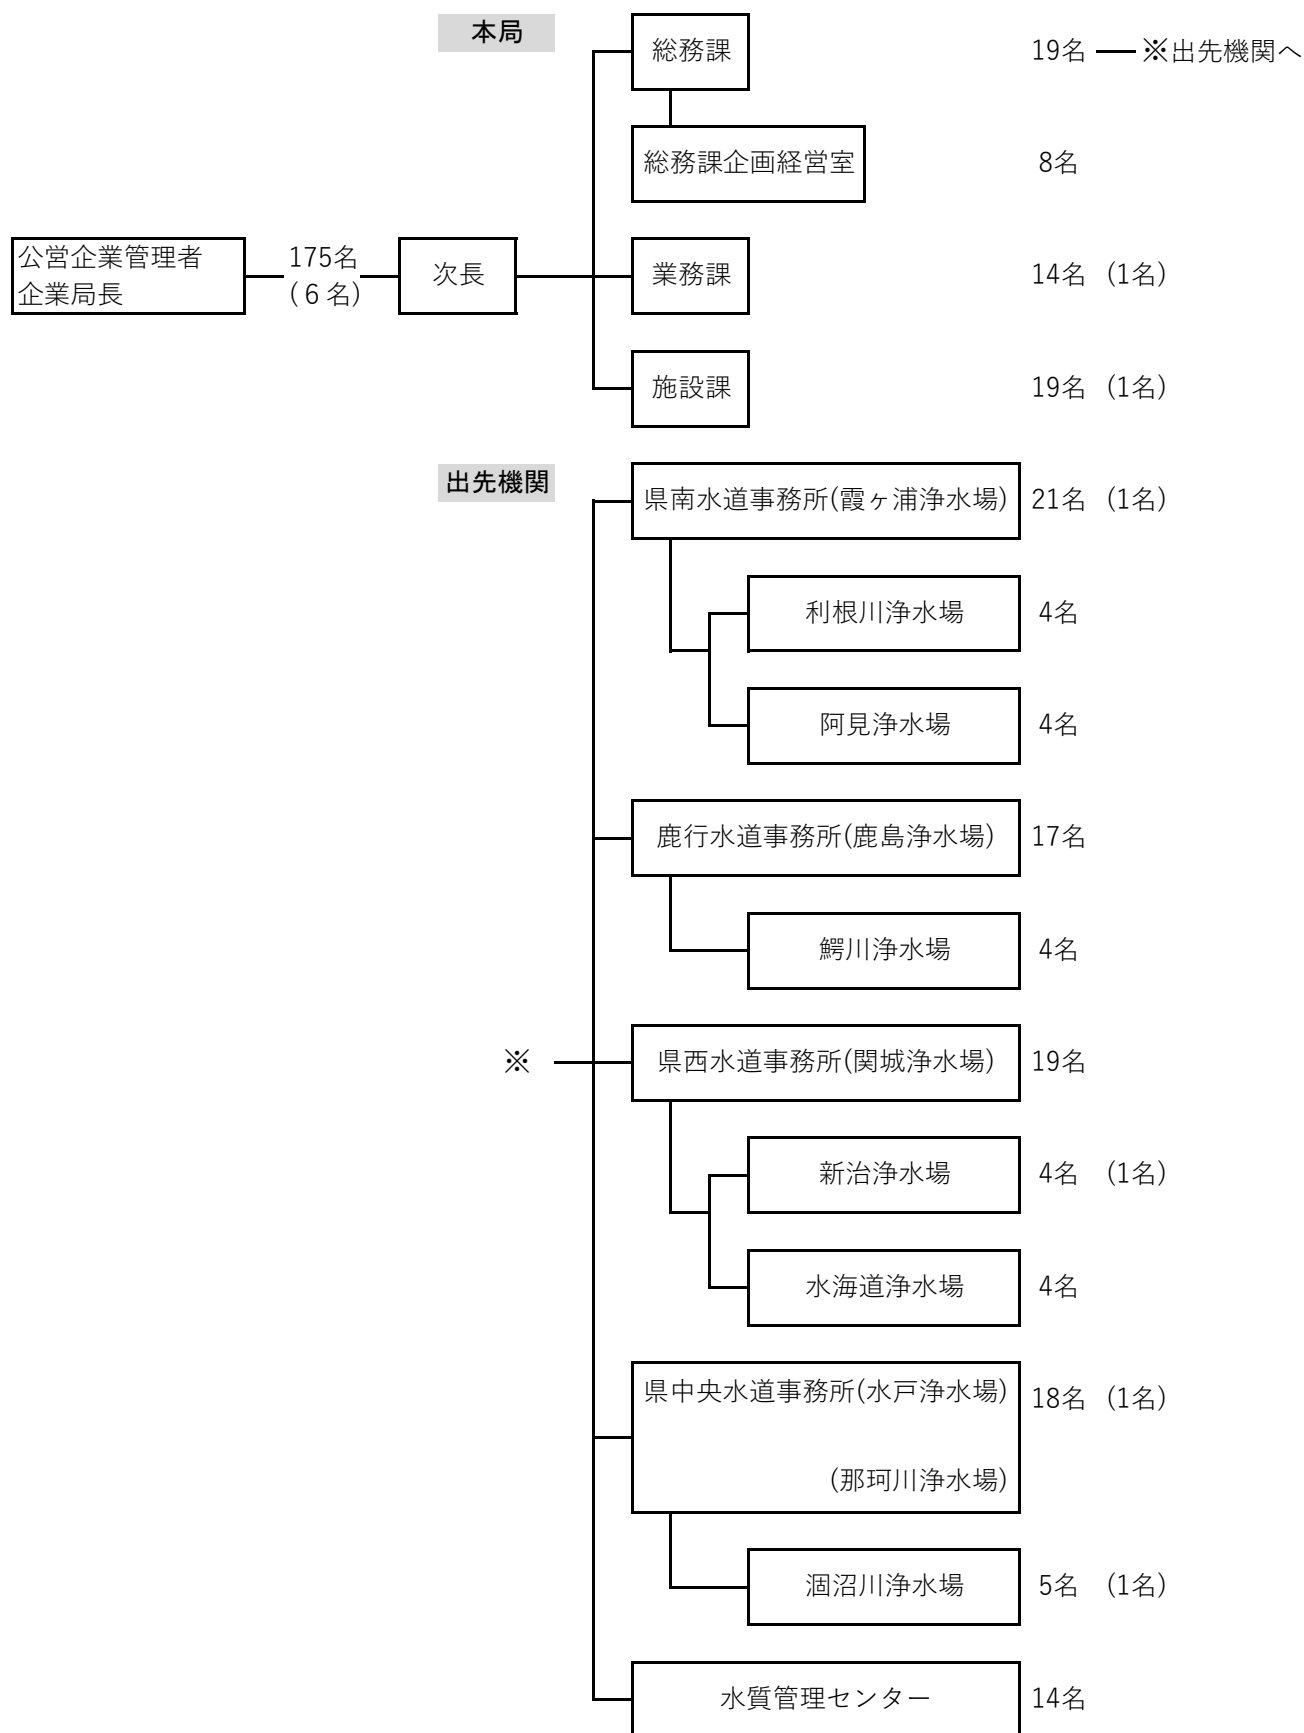 本局
総務課 19名 ※出先機関へ
総務課企画経営室 8名
公営企業管理者
企業局長
175名
(６名)
次長
業務課 14名 (1名)
施設課 19名 (1名)
出先機関
県南水道事務所(霞ヶ浦浄水場) 21名 (1名)
利根川浄水場 4名
阿見浄水場 4名
鹿行水道事務所(鹿島浄水場) 17名
鰐川浄水場 4名
※
県西水道事務所(関城浄水場) 19名
新治浄水場 4名 (1名)
水海道浄水場 4名
県中央水道事務所(水戸浄水場) 18名 (1名)
(那珂川浄水場)
涸沼川浄水場 5名 (1名)
水質管理センター 14名